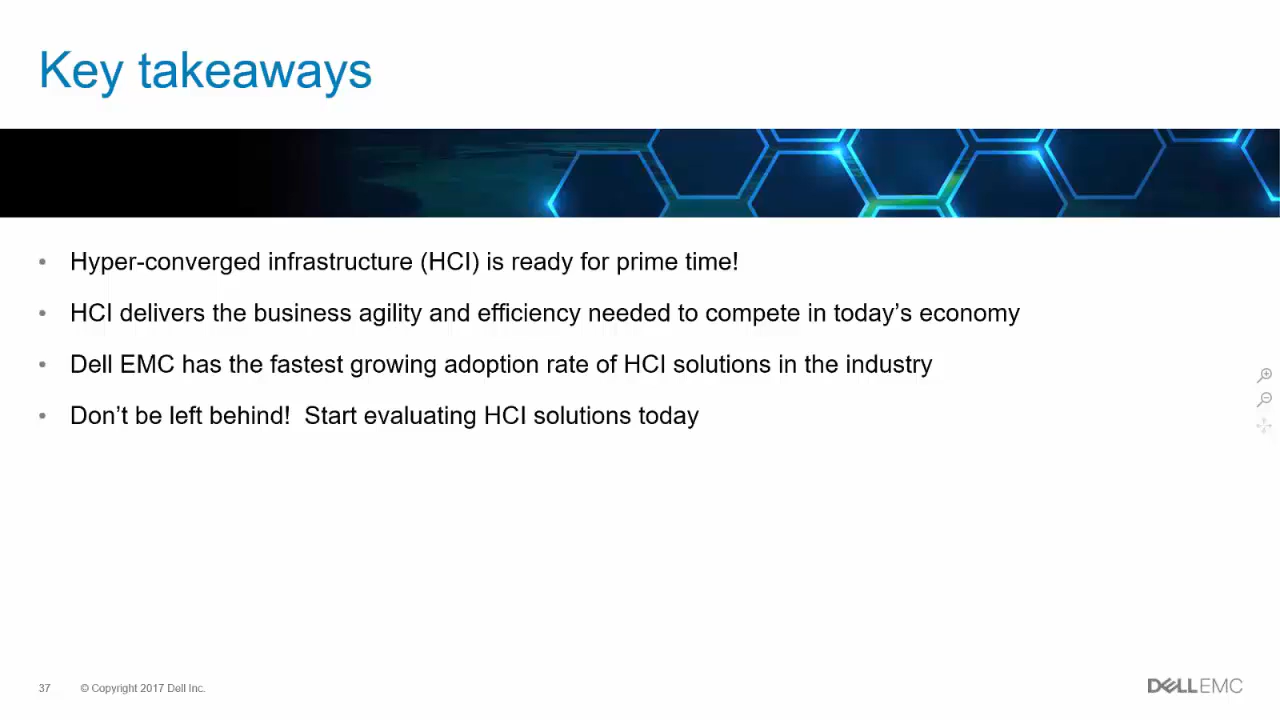 Key takeaways
• Hyper-converged infrastructure (HCI) is ready for prime time!
• HCI delivers the business agility and efficiency needed to compete in today’s economy
• Dell EMC has the fastest growing adoption rate of HCI solutions in the industry
• Don’t be left behind!  Start evaluating HCI solutions today
37 © Copyright 2017 Dell Inc.
DELLEMC